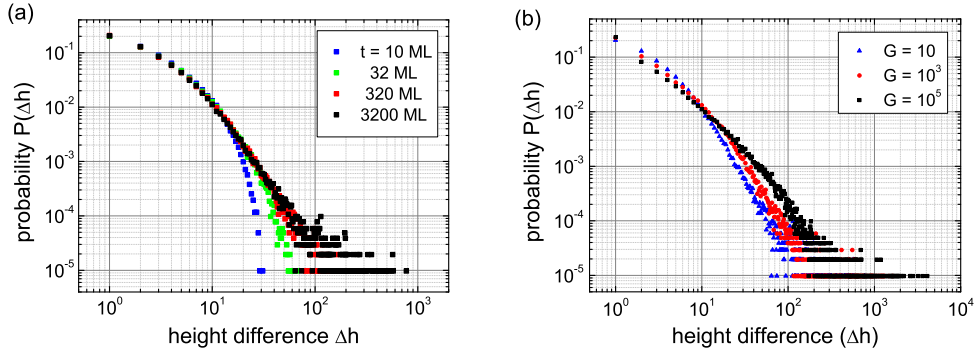 (a)
probability P(Δh)
10⁻¹
10⁻²
10⁻³
10⁻⁴
10⁻⁵
t = 10 ML
32 ML
320 ML
3200 ML
10⁰ 10¹ 10² 10³
height difference Δh
(b)
probability P(Δh)
10⁻¹
10⁻²
10⁻³
10⁻⁴
10⁻⁵
G = 10
G = 10³
G = 10⁵
10⁰ 10¹ 10² 10³ 10⁴
height difference (Δh)